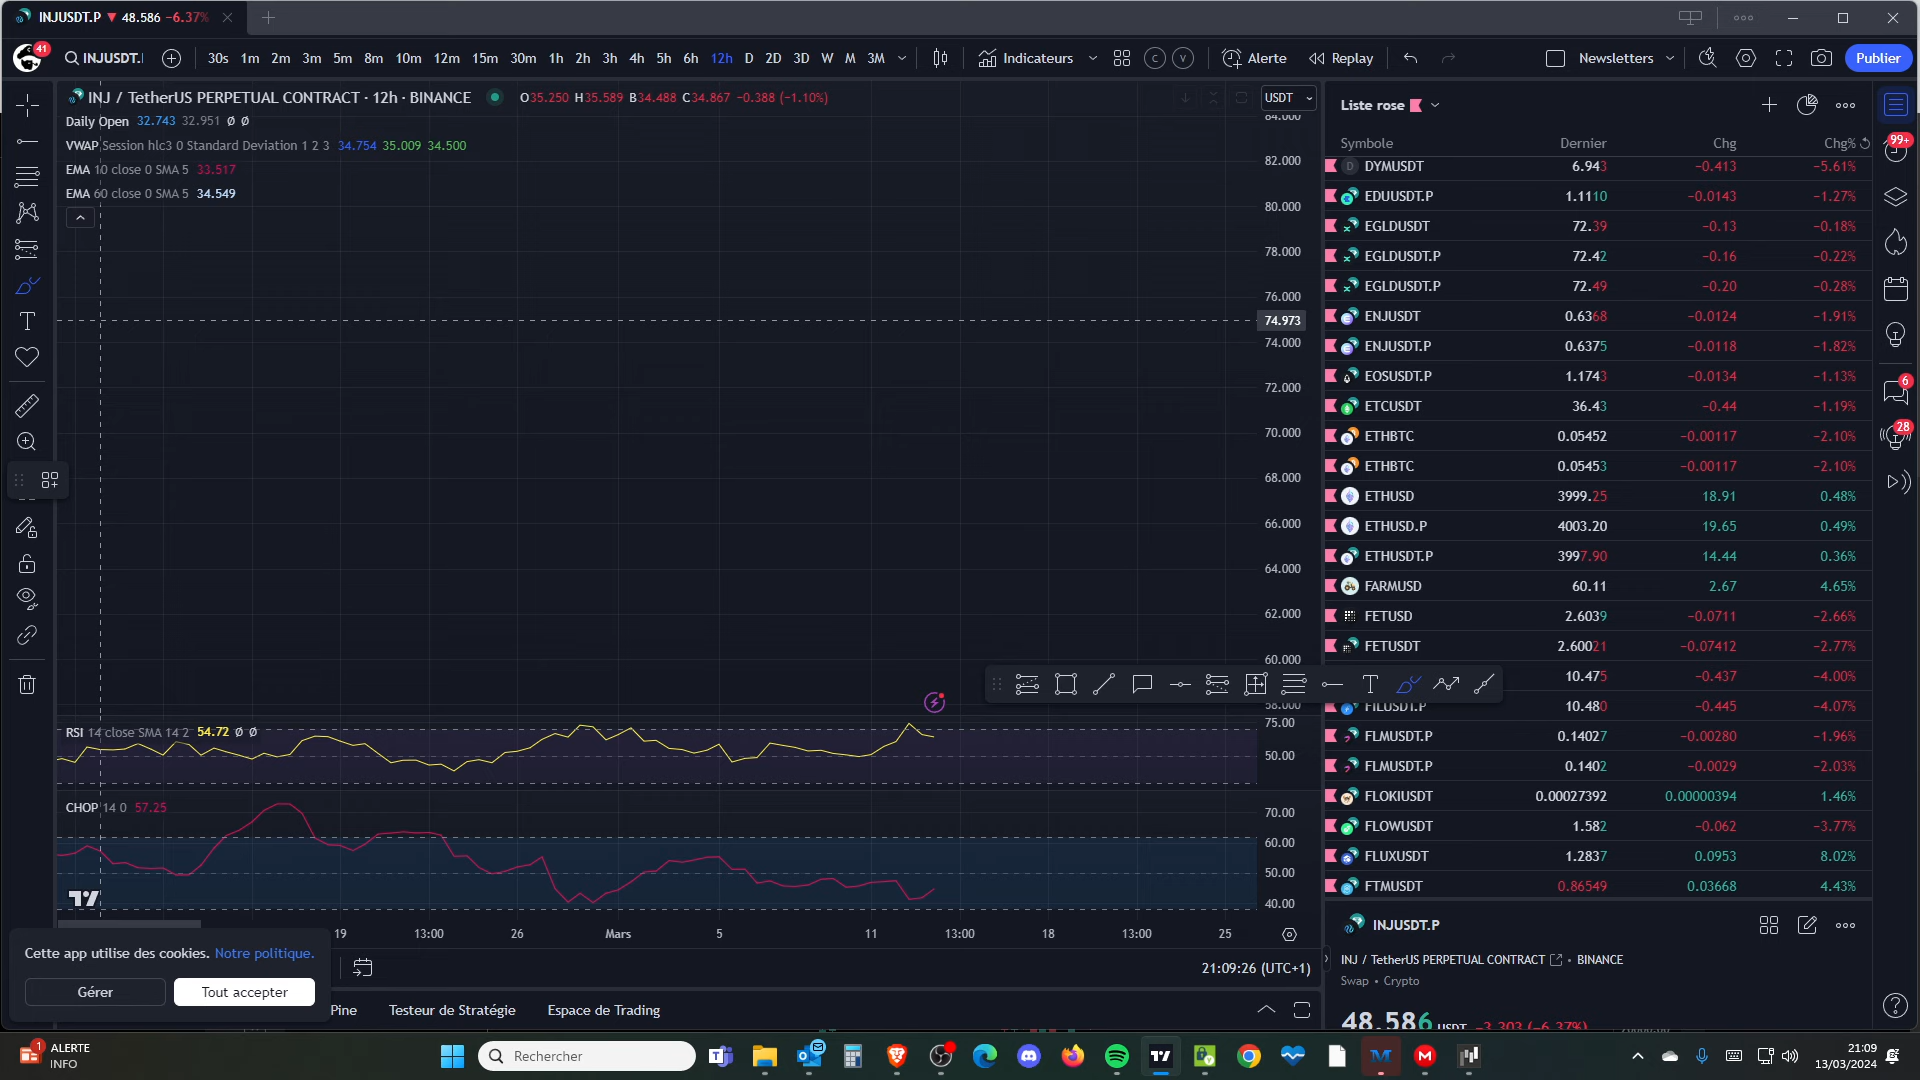 INJUSDT.P ▼ 48.586 −6.37%
41
INJUSDT.
30s 1m 2m 3m 5m 8m 10m 12m 15m 30m 1h 2h 3h 4h 5h 6h 12h D 2D 3D W M 3M
Indicateurs
C V
Alerte
Replay
Newsletters
Publier
INJ / TetherUS PERPETUAL CONTRACT · 12h · BINANCE
O35.250 H35.589 B34.488 C34.867 −0.388 (−1.10%)
USDT
Daily Open 32.743 32.951 ∅ ∅
VWAP Session hlc3 0 Standard Deviation 1 2 3 34.754 35.009 34.500
EMA 10 close 0 SMA 5 33.517
EMA 60 close 0 SMA 5 34.549
84.000
82.000
80.000
78.000
76.000
74.973
74.000
72.000
70.000
68.000
66.000
64.000
62.000
60.000
58.000
RSI 14 close SMA 14 2 54.72 ∅ ∅
75.00
50.00
CHOP 14 0 57.25
70.00
60.00
50.00
40.00
19 13:00 26 Mars 5 11 13:00 18 13:00 25
21:09:26 (UTC+1)
Cette app utilise des cookies. Notre politique.
Gérer
Tout accepter
Pine
Testeur de Stratégie
Espace de Trading
Liste rose
Symbole Dernier Chg Chg%
DYMUSDT 6.943 −0.413 −5.61%
EDUUSDT.P 1.1110 −0.0143 −1.27%
EGLDUSDT 72.39 −0.13 −0.18%
EGLDUSDT.P 72.42 −0.16 −0.22%
EGLDUSDT.P 72.49 −0.20 −0.28%
ENJUSDT 0.6368 −0.0124 −1.91%
ENJUSDT.P 0.6375 −0.0118 −1.82%
EOSUSDT.P 1.1743 −0.0134 −1.13%
ETCUSDT 36.43 −0.44 −1.19%
ETHBTC 0.05452 −0.00117 −2.10%
ETHBTC 0.05453 −0.00117 −2.10%
ETHUSD 3999.25 18.91 0.48%
ETHUSD.P 4003.20 19.65 0.49%
ETHUSDT.P 3997.90 14.44 0.36%
FARMUSD 60.11 2.67 4.65%
FETUSD 2.6039 −0.0711 −2.66%
FETUSDT 2.60021 −0.07412 −2.77%
10.475 −0.437 −4.00%
FILUSDT.P 10.480 −0.445 −4.07%
FLMUSDT.P 0.14027 −0.00280 −1.96%
FLMUSDT.P 0.1402 −0.0029 −2.03%
FLOKIUSDT 0.00027392 0.00000394 1.46%
FLOWUSDT 1.582 −0.062 −3.77%
FLUXUSDT 1.2837 0.0953 8.02%
FTMUSDT 0.86549 0.03668 4.43%
INJUSDT.P
INJ / TetherUS PERPETUAL CONTRACT • BINANCE
Swap • Crypto
48.586 USDT −3.303 (−6.37%)
99+
6
28
1
ALERTE
INFO
Rechercher
21:09
13/03/2024